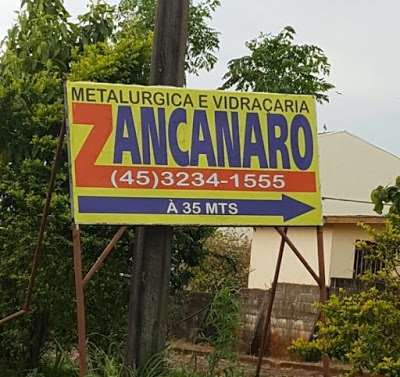 METALURGICA E VIDRAÇARIA
ZANCANARO
(45)3234-1555
À 35 MTS